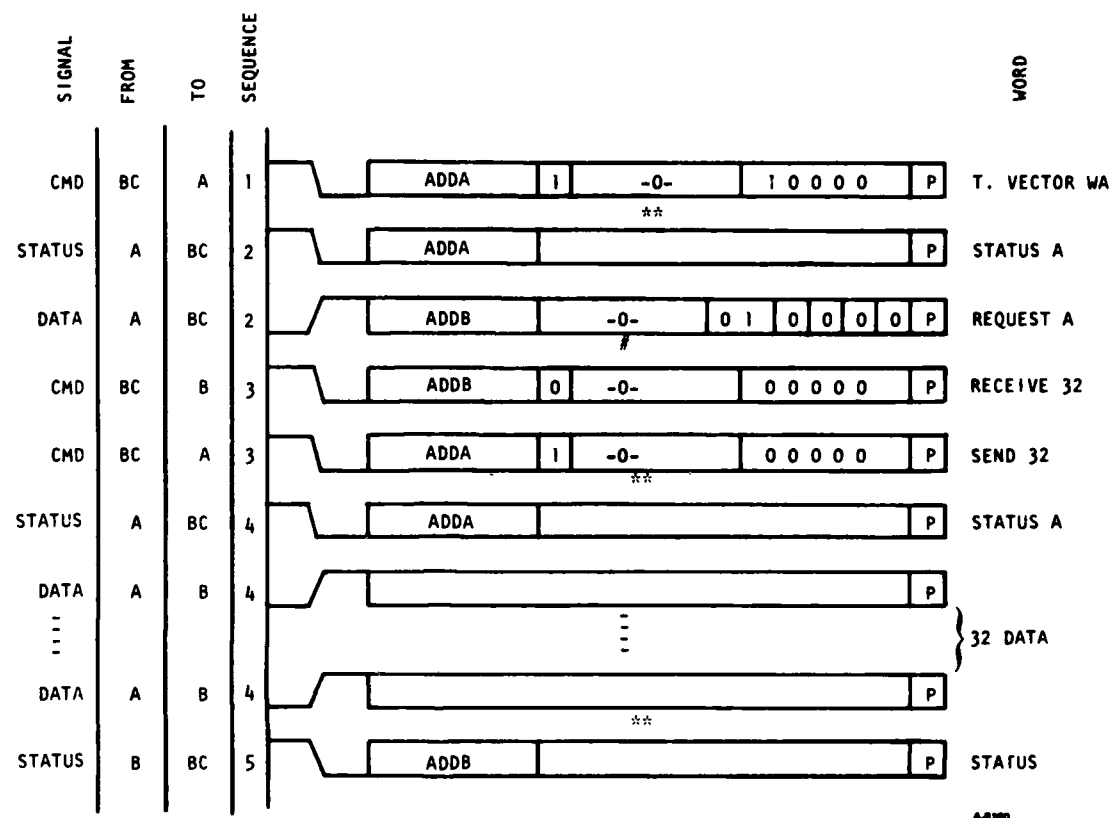 SIGNAL FROM TO SEQUENCE WORD
CMD BC A 1 ADDA 1 -0- 1 0 0 0 0 P T. VECTOR WA
**
STATUS A BC 2 ADDA P STATUS A
DATA A BC 2 ADDB -0- 0 1 0 0 0 0 P REQUEST A
#
CMD BC B 3 ADDB 0 -0- 0 0 0 0 0 P RECEIVE 32
CMD BC A 3 ADDA 1 -0- 0 0 0 0 0 P SEND 32
**
STATUS A BC 4 ADDA P STATUS A
DATA A B 4 P
32 DATA
DATA A B 4 P
**
STATUS B BC 5 ADDB P STATUS